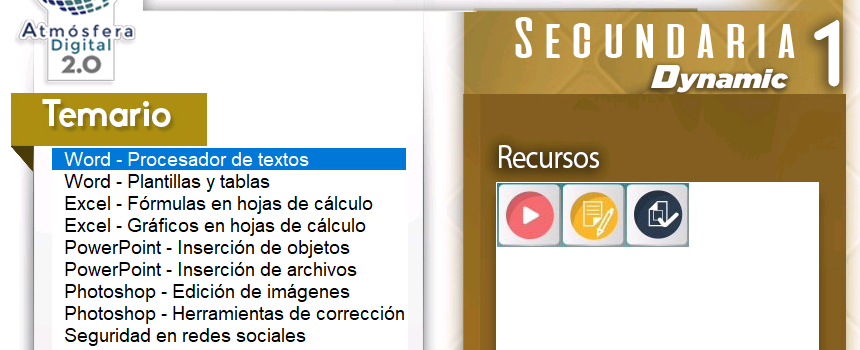 Atmósfera
Digital
2.0
Temario
Word - Procesador de textos
Word - Plantillas y tablas
Excel - Fórmulas en hojas de cálculo
Excel - Gráficos en hojas de cálculo
PowerPoint - Inserción de objetos
PowerPoint - Inserción de archivos
Photoshop - Edición de imágenes
Photoshop - Herramientas de corrección
Seguridad en redes sociales
SECUNDARIA 1
Dynamic
Recursos